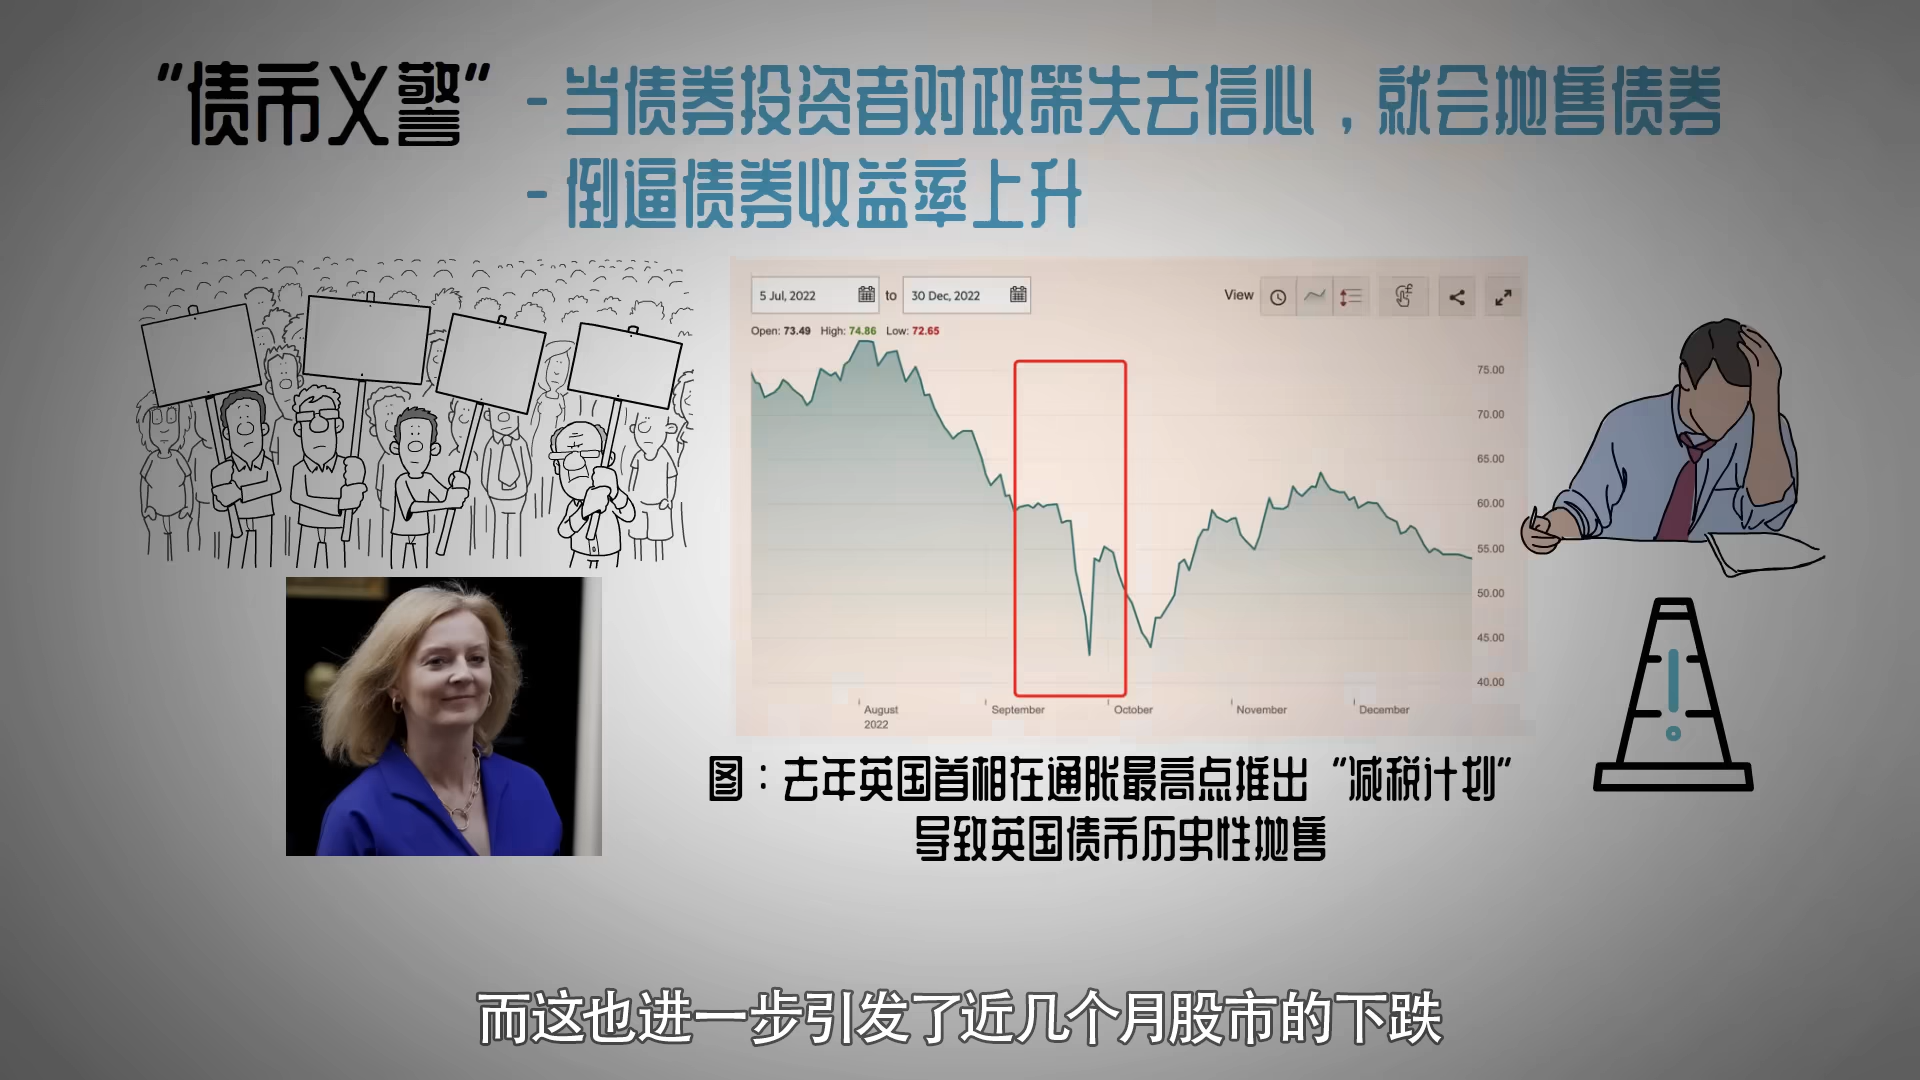 “债市义警”
- 当债券投资者对政策失去信心，就会抛售债券
- 倒逼债券收益率上升
5 Jul, 2022 to 30 Dec, 2022 View
Open: 73.49 High: 74.86 Low: 72.65
75.00
70.00
65.00
60.00
55.00
50.00
45.00
40.00
August September October November December
2022
图：去年英国首相在通胀最高点推出“减税计划”
导致英国债市历史性抛售
而这也进一步引发了近几个月股市的下跌